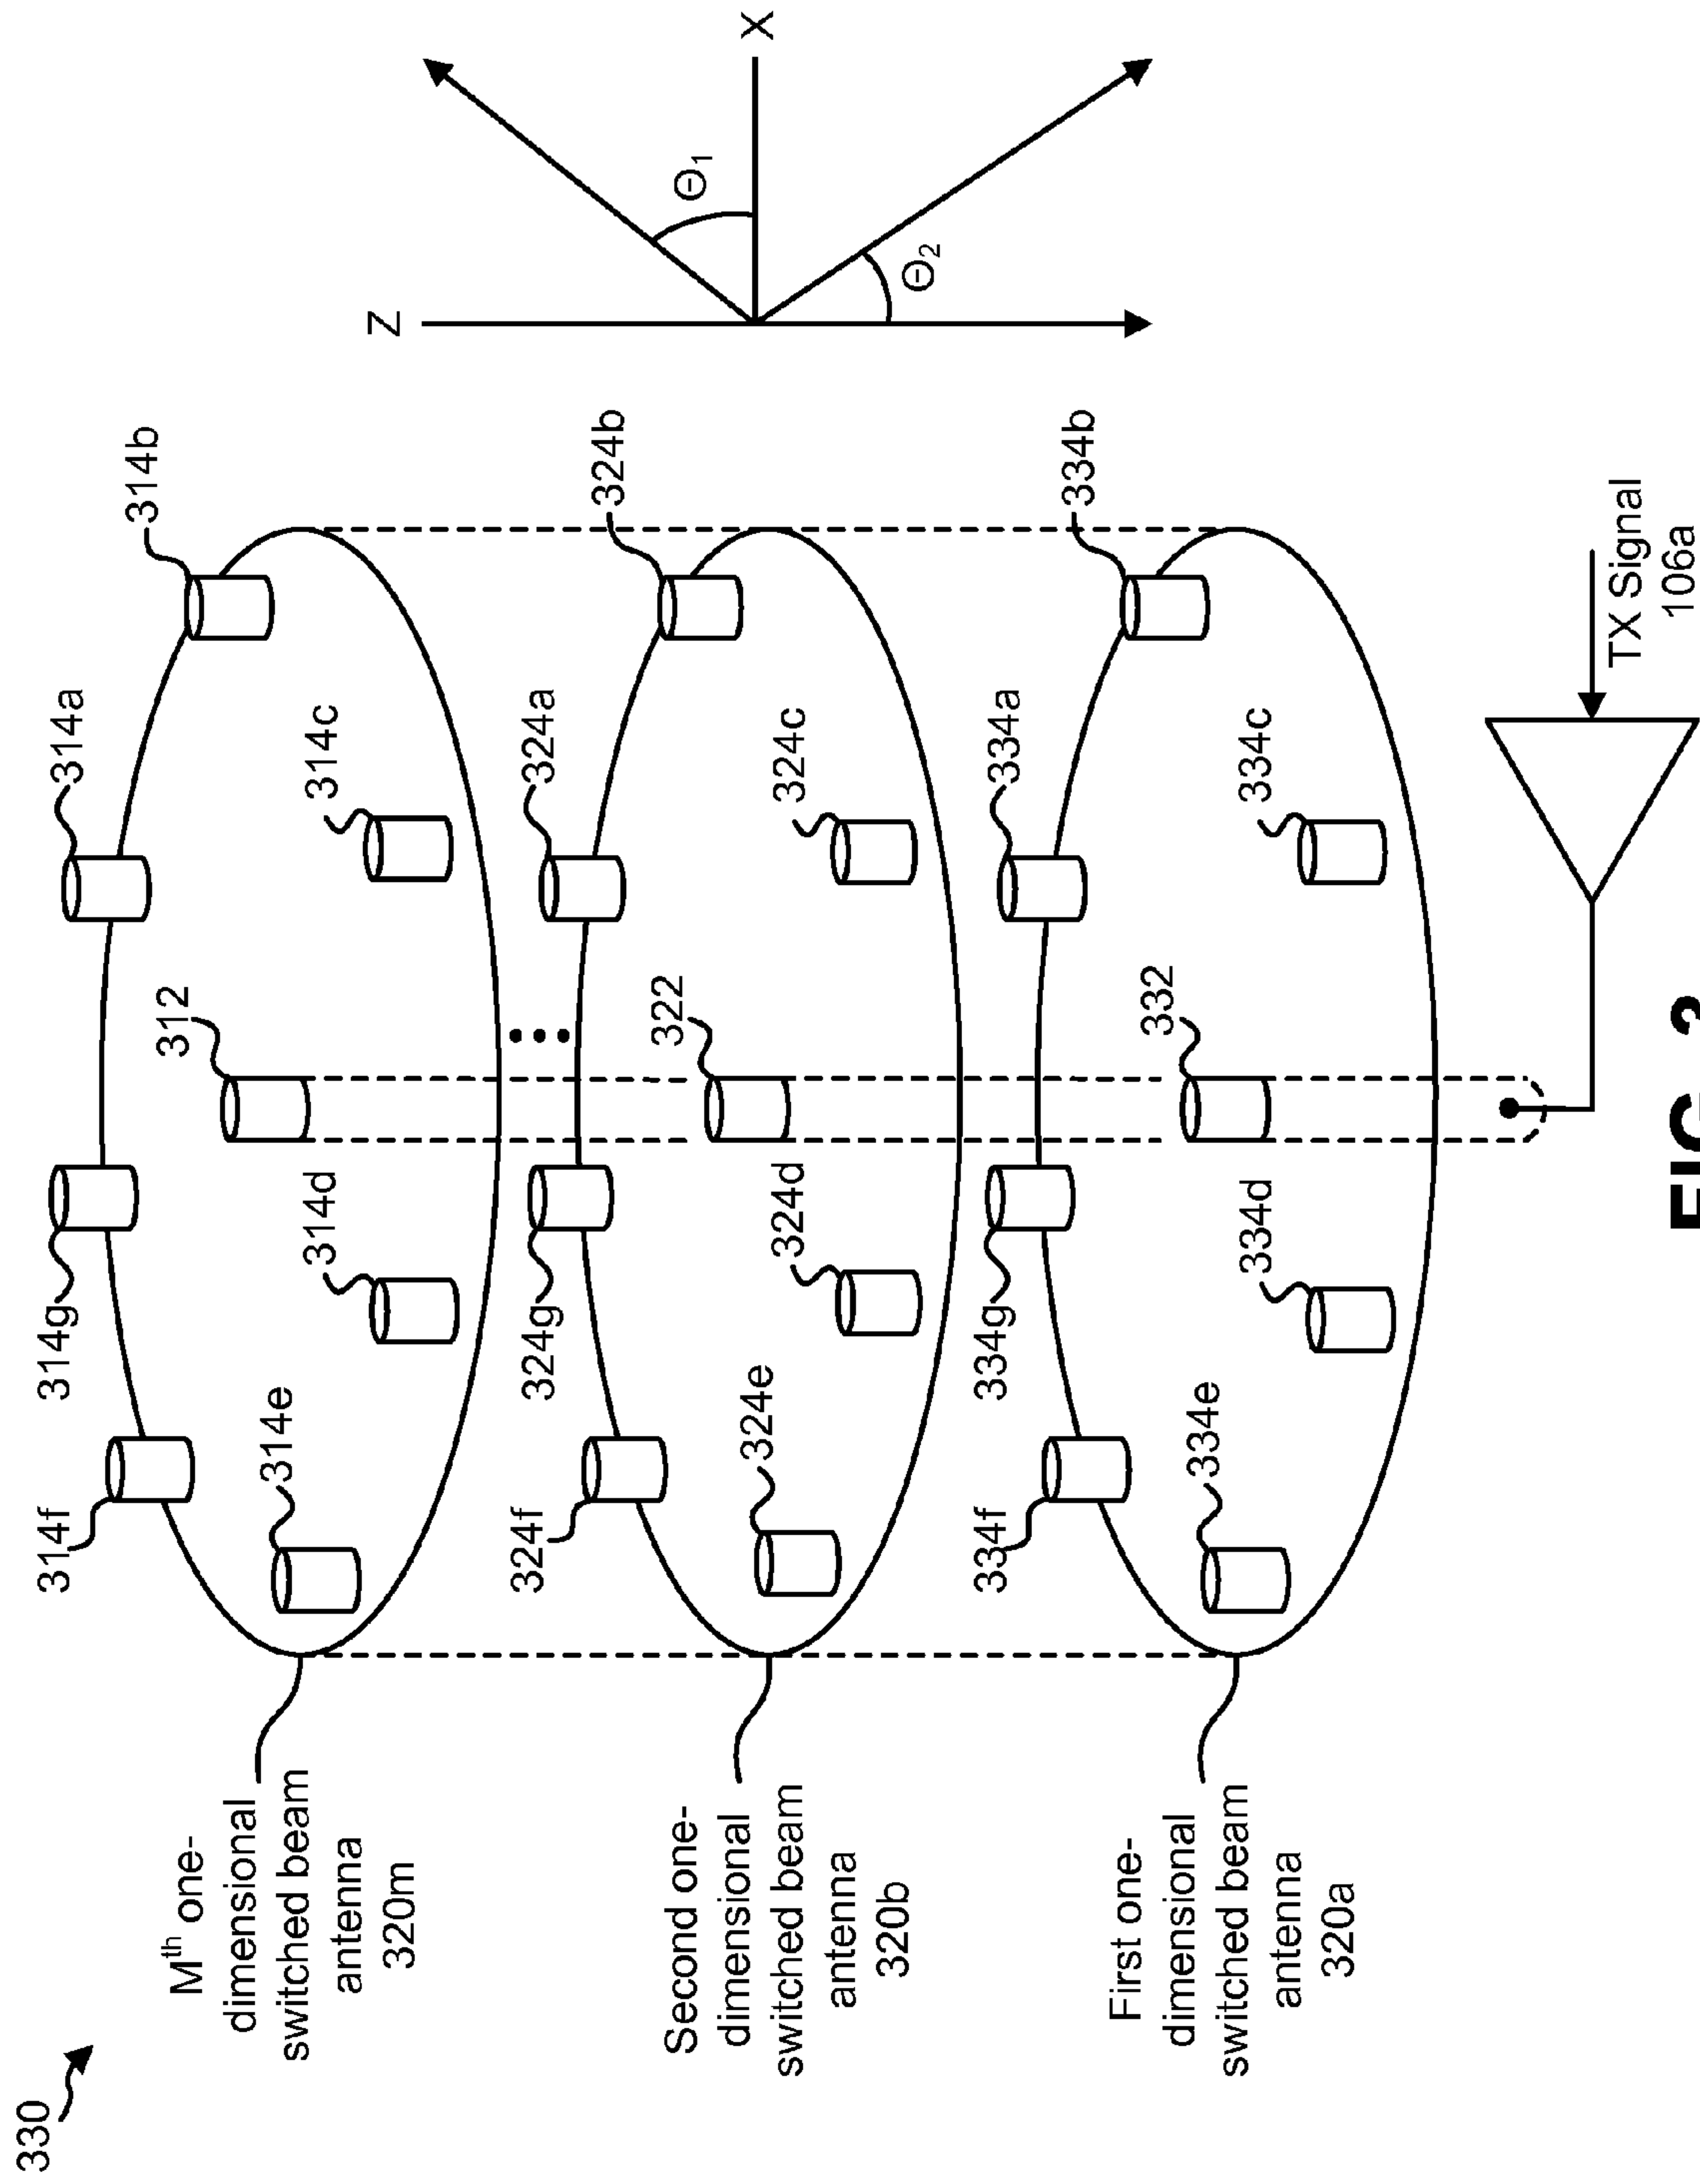 330
Mth one-
dimensional
switched beam
antenna
320m
314f
314g
314a
314b
314e
314d
312
314c
Second one-
dimensional
switched beam
antenna
320b
324f
324g
324a
324b
324e
324d
322
324c
First one-
dimensional
switched beam
antenna
320a
334f
334g
334a
334b
334e
334d
332
334c
Z
X
Θ1
Θ2
TX Signal
106a
FIG. 3